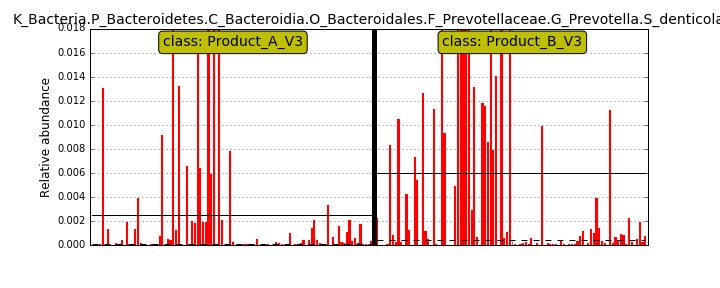 K_Bacteria.P_Bacteroidetes.C_Bacteroidia.O_Bacteroidales.F_Prevotellaceae.G_Prevotella.S_denticola
class: Product_A_V3
class: Product_B_V3
Relative abundance
0.018
0.016
0.014
0.012
0.010
0.008
0.006
0.004
0.002
0.000